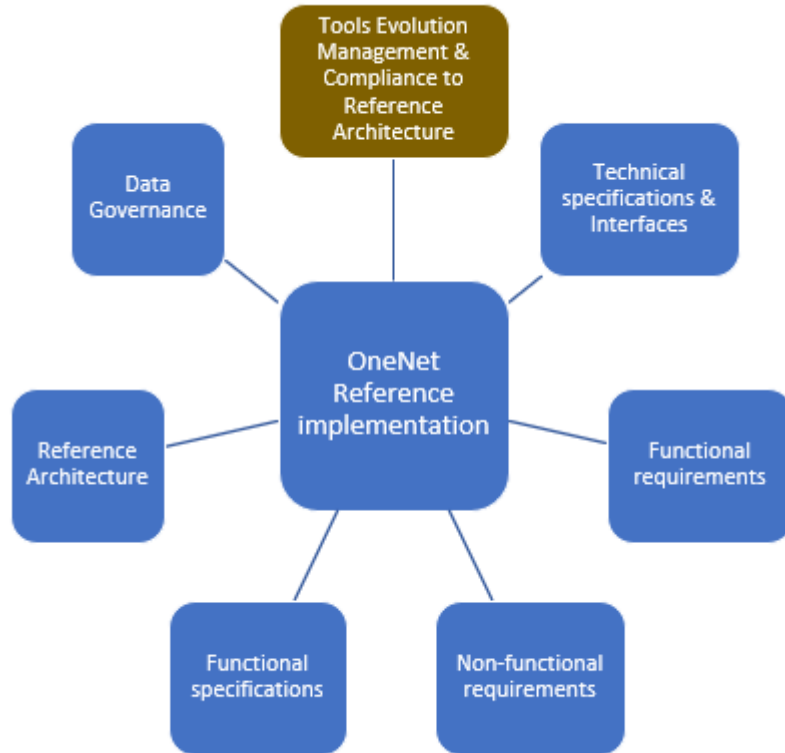 Tools Evolution
Management &
Compliance to
Reference
Architecture
Data
Governance
Technical
specifications &
Interfaces
OneNet
Reference
implementation
Reference
Architecture
Functional
requirements
Functional
specifications
Non-functional
requirements